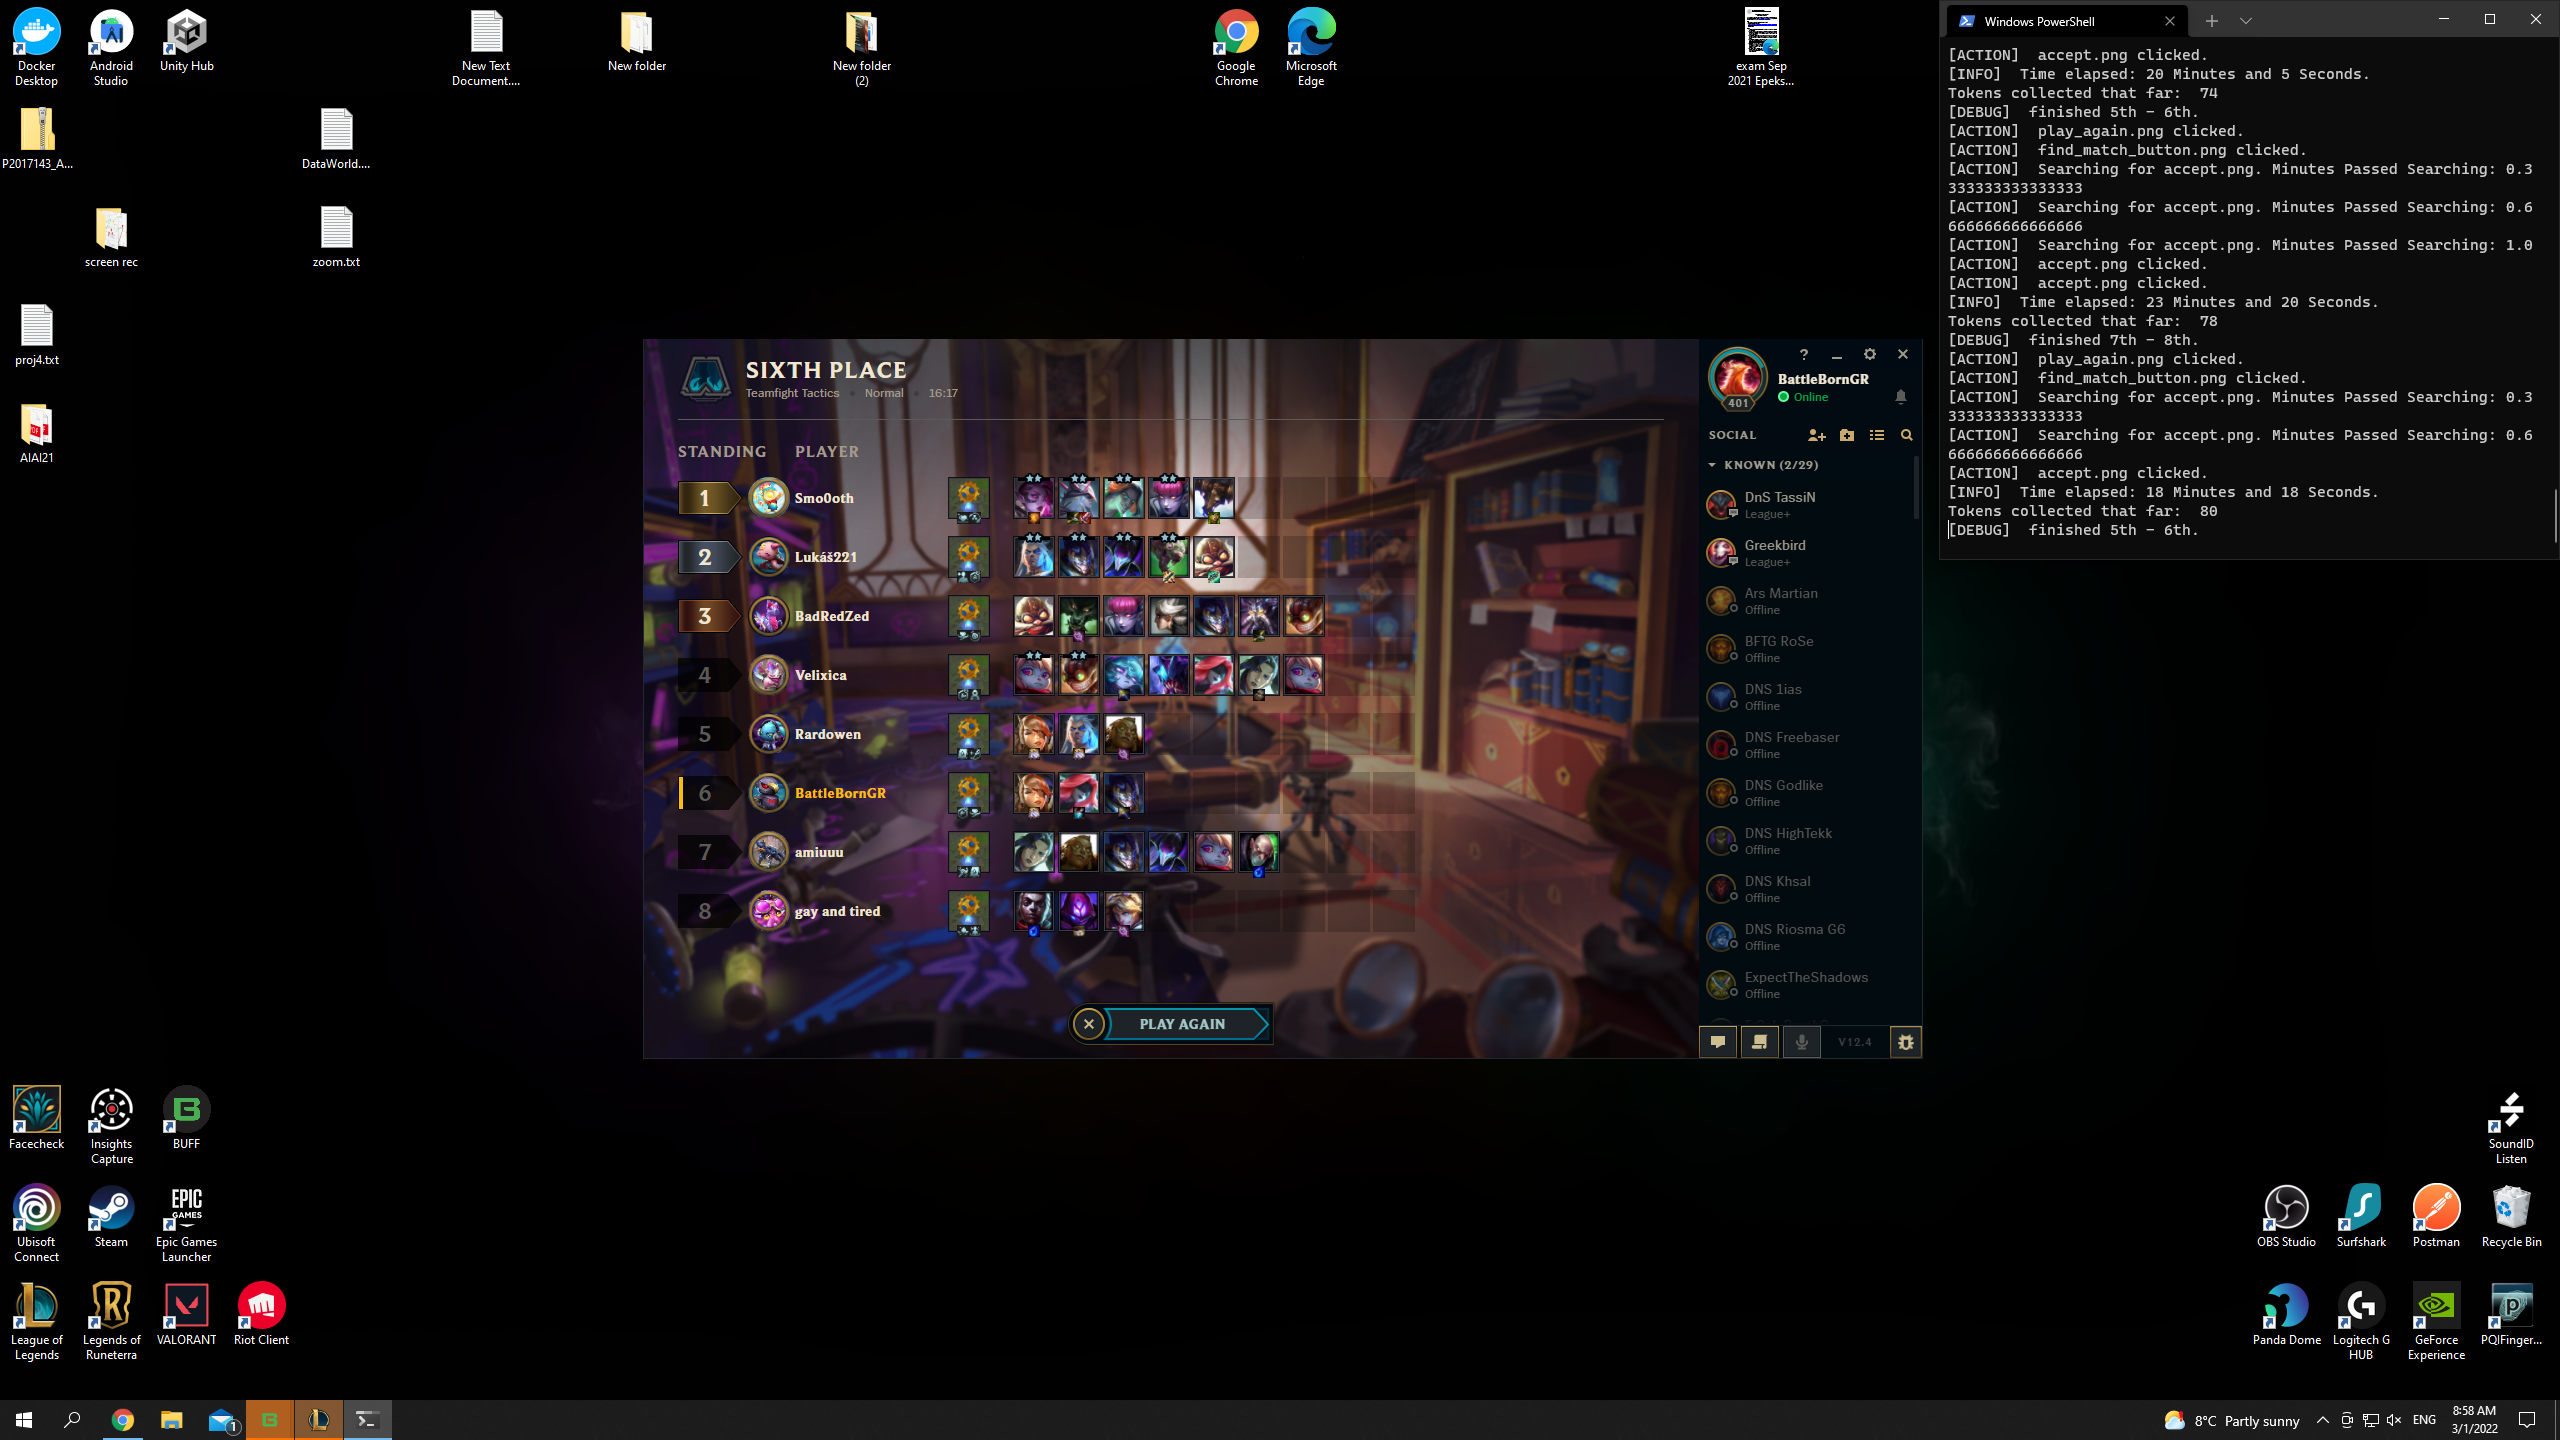 Docker Desktop
Android Studio
Unity Hub
New Text Document....
New folder
New folder (2)
Google Chrome
Microsoft Edge
exam Sep 2021 Epeks...
P2017143_A...
DataWorld....
screen rec
zoom.txt
proj4.txt
AIAI21
Windows PowerShell
[ACTION]  accept.png clicked.
[INFO]  Time elapsed: 20 Minutes and 5 Seconds.
Tokens collected that far:  74
[DEBUG]  finished 5th - 6th.
[ACTION]  play_again.png clicked.
[ACTION]  find_match_button.png clicked.
[ACTION]  Searching for accept.png. Minutes Passed Searching: 0.3
333333333333333
[ACTION]  Searching for accept.png. Minutes Passed Searching: 0.6
666666666666666
[ACTION]  Searching for accept.png. Minutes Passed Searching: 1.0
[ACTION]  accept.png clicked.
[ACTION]  accept.png clicked.
[INFO]  Time elapsed: 23 Minutes and 20 Seconds.
Tokens collected that far:  78
[DEBUG]  finished 7th - 8th.
[ACTION]  play_again.png clicked.
[ACTION]  find_match_button.png clicked.
[ACTION]  Searching for accept.png. Minutes Passed Searching: 0.3
333333333333333
[ACTION]  Searching for accept.png. Minutes Passed Searching: 0.6
666666666666666
[ACTION]  accept.png clicked.
[INFO]  Time elapsed: 18 Minutes and 18 Seconds.
Tokens collected that far:  80
[DEBUG]  finished 5th - 6th.
SIXTH PLACE
Teamfight Tactics • Normal • 16:17
STANDING PLAYER
1 Smo0oth
2 Lukáš221
3 BadRedZed
4 Velixica
5 Rardowen
6 BattleBornGR
7 amiuuu
8 gay and tired
PLAY AGAIN
BattleBornGR
Online
401
SOCIAL
KNOWN (2/29)
DnS TassiN
League+
Greekbird
League+
Ars Martian
Offline
BFTG RoSe
Offline
DNS 1ias
Offline
DNS Freebaser
Offline
DNS Godlike
Offline
DNS HighTekk
Offline
DNS Khsal
Offline
DNS Riosma G6
Offline
ExpectTheShadows
Offline
V12.4
Facecheck
Insights Capture
BUFF
Ubisoft Connect
Steam
EPIC GAMES
Epic Games Launcher
League of Legends
Legends of Runeterra
VALORANT
Riot Client
SoundID Listen
OBS Studio
Surfshark
Postman
Recycle Bin
Panda Dome
Logitech G HUB
GeForce Experience
PQIFinger...
1
8°C Partly sunny
ENG
8:58 AM
3/1/2022